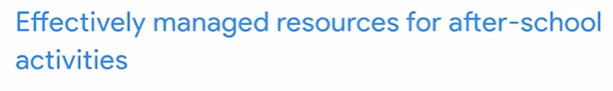 Effectively managed resources for after-school
activities